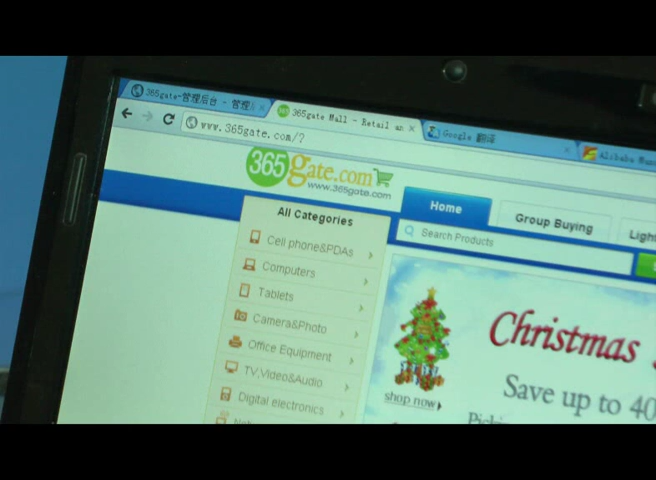 365gate-管理后台 - 管理
365gate Mall - Retail an
Google 翻译
Alibaba
www.365gate.com/?
365gate.com
www.365gate.com
Home
Group Buying
Search Products
All Categories
Cell phone&PDAs
Computers
Tablets
Camera&Photo
Office Equipment
TV,Video&Audio
Digital electronics
Christmas
Save up to 40
shop now